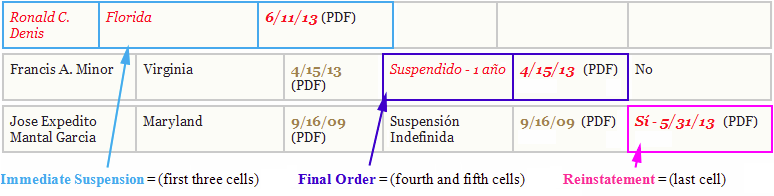 Ronald C. Denis Florida 6/11/13 (PDF)
Francis A. Minor Virginia 4/15/13 (PDF) Suspendido - 1 año 4/15/13 (PDF) No
Jose Expedito Mantal Garcia Maryland 9/16/09 (PDF) Suspensión Indefinida 9/16/09 (PDF) Sí - 5/31/13 (PDF)
Immediate Suspension = (first three cells) Final Order = (fourth and fifth cells) Reinstatement = (last cell)